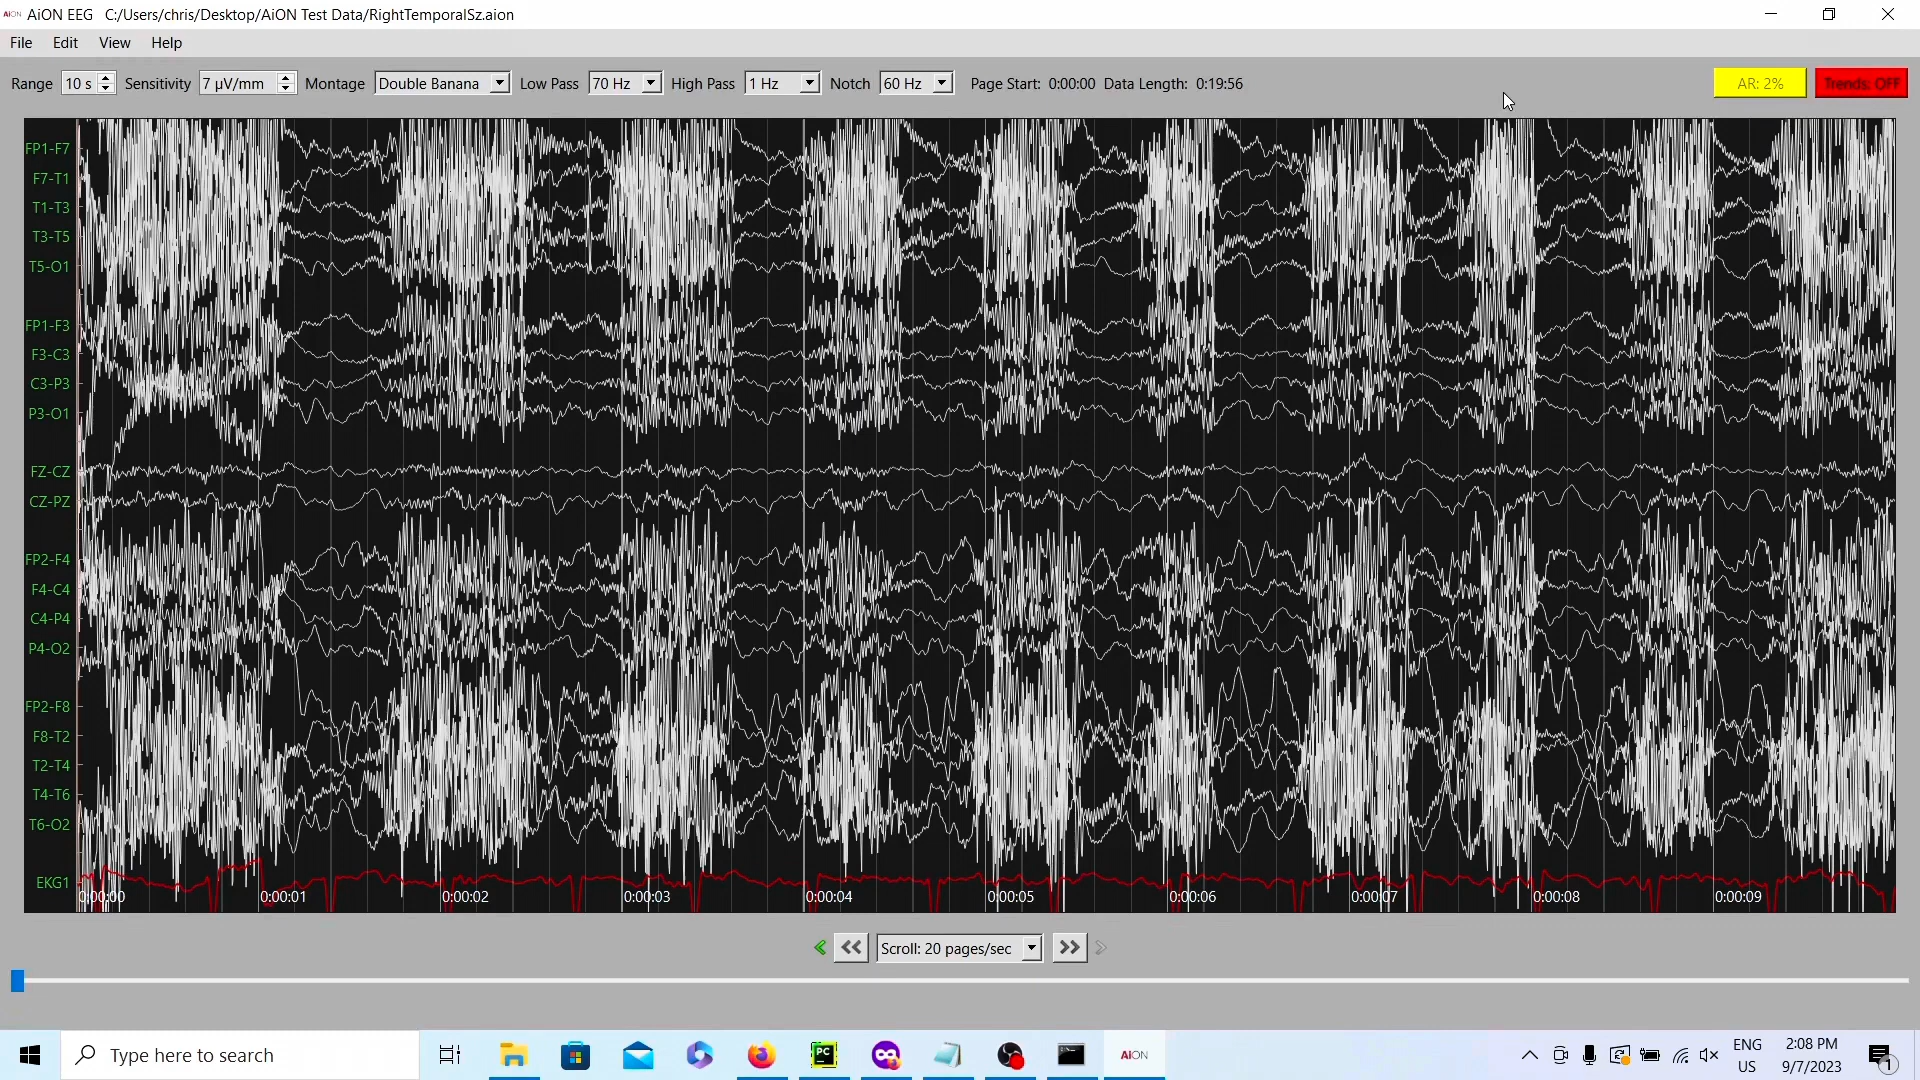 AiON AiON EEG C:/Users/chris/Desktop/AiON Test Data/RightTemporalSz.aion
File Edit View Help
Range 10 s Sensitivity 7 µV/mm Montage Double Banana Low Pass 70 Hz High Pass 1 Hz Notch 60 Hz Page Start: 0:00:00 Data Length: 0:19:56 AR: 2% Trends: OFF
FP1-F7
F7-T1
T1-T3
T3-T5
T5-O1
FP1-F3
F3-C3
C3-P3
P3-O1
FZ-CZ
CZ-PZ
FP2-F4
F4-C4
C4-P4
P4-O2
FP2-F8
F8-T2
T2-T4
T4-T6
T6-O2
EKG1
0:00:00 0:00:01 0:00:02 0:00:03 0:00:04 0:00:05 0:00:06 0:00:07 0:00:08 0:00:09
Scroll: 20 pages/sec
Type here to search PC AiON ENG 2:08 PM
US 9/7/2023 1